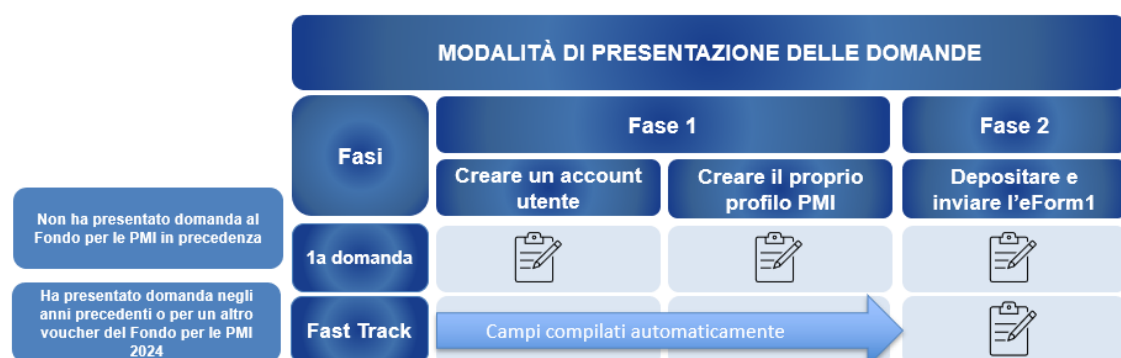 MODALITÀ DI PRESENTAZIONE DELLE DOMANDE
Fasi
Fase 1
Fase 2
Creare un account
utente
Creare il proprio
profilo PMI
Depositare e
inviare l'eForm1
Non ha presentato domanda al
Fondo per le PMI in precedenza
1a domanda
Ha presentato domanda negli
anni precedenti o per un altro
voucher del Fondo per le PMI
2024
Fast Track
Campi compilati automaticamente